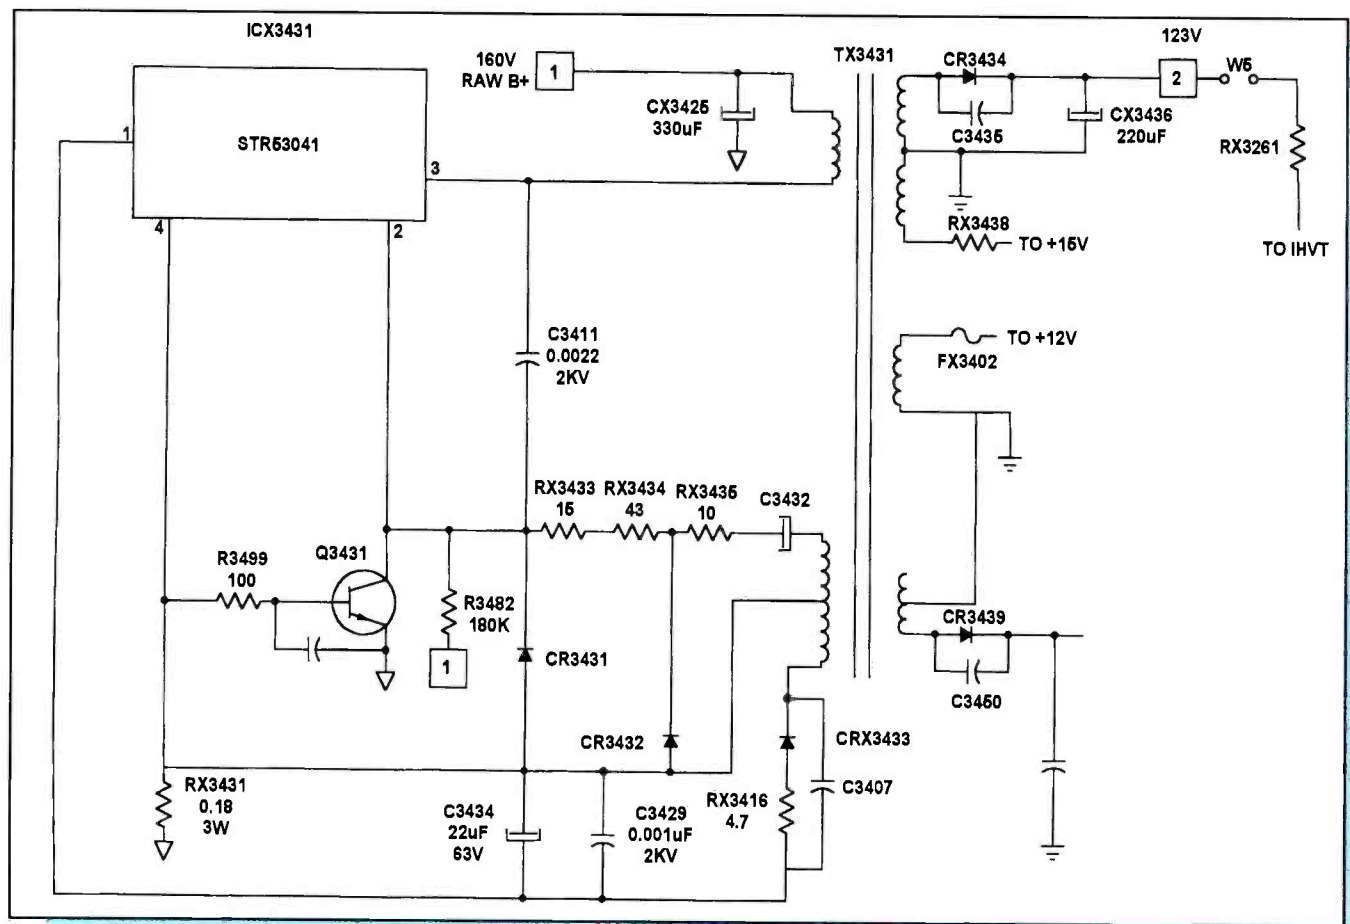 ICX3431
STR53041
1
3
4
2
160V
RAW B+
1
CX3425
330uF
TX3431
CR3434
C3435
123V
2
W5
CX3436
220uF
RX3261
TO IHVT
RX3438
TO +15V
TO +12V
FX3402
C3411
0.0022
2KV
RX3433
15
RX3434
43
RX3435
10
C3432
R3499
100
Q3431
R3482
180K
1
CR3431
CR3439
C3450
CR3432
CRX3433
C3407
RX3416
4.7
RX3431
0.18
3W
C3434
22uF
63V
C3429
0.001uF
2KV